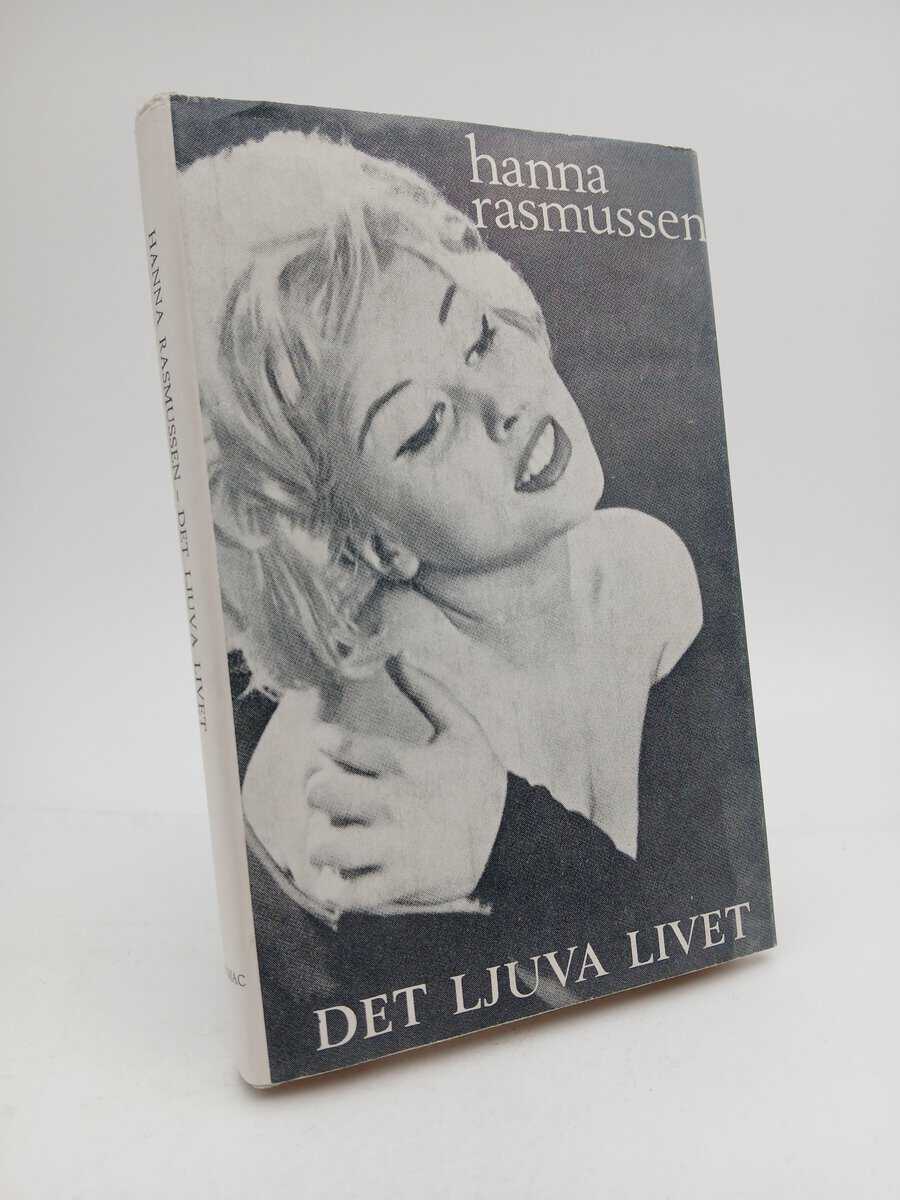 hanna
rasmussen
DET LJUVA LIVET
HANNA RASMUSSEN – DET LJUVA LIVET